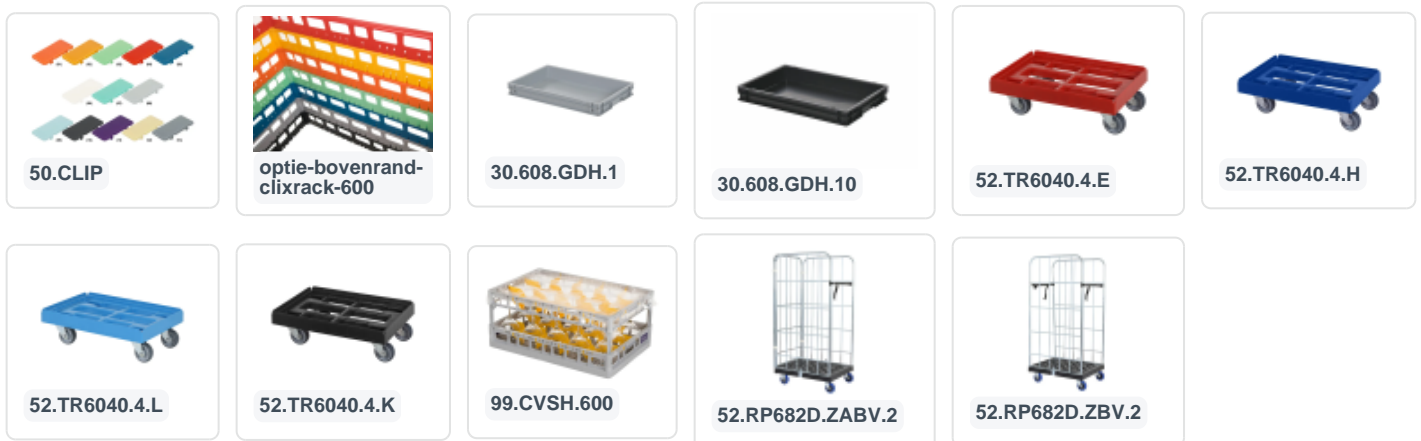 50.CLIP
optie-bovenrand-
clixrack-600
30.608.GDH.1
30.608.GDH.10
52.TR6040.4.E
52.TR6040.4.H
52.TR6040.4.L
52.TR6040.4.K
99.CVSH.600
52.RP682D.ZABV.2
52.RP682D.ZBV.2